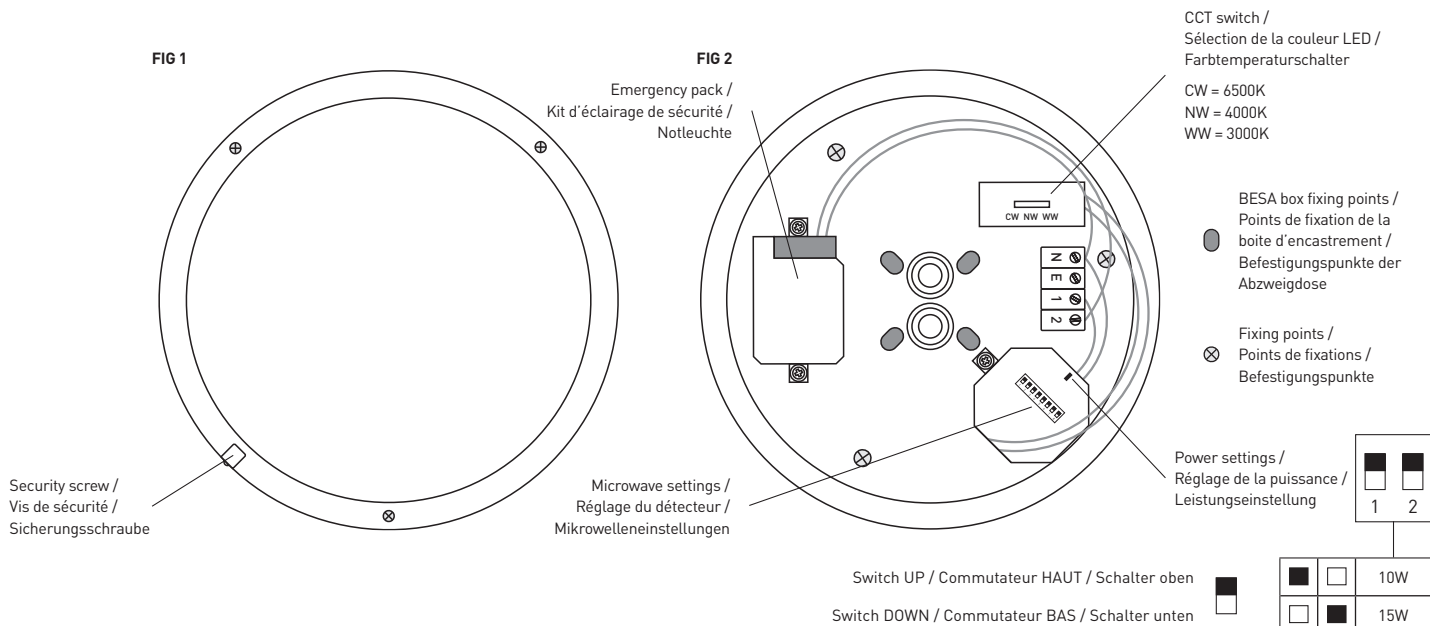 FIG 1
Security screw /
Vis de sécurité /
Sicherungsschraube
FIG 2
Emergency pack /
Kit d'éclairage de sécurité /
Notleuchte
CCT switch /
Sélection de la couleur LED /
Farbtemperaturschalter
CW = 6500K
NW = 4000K
WW = 3000K
CW NW WW
N
E
1
2
BESA box fixing points /
Points de fixation de la
boite d'encastrement /
Befestigungspunkte der
Abzweigdose
Fixing points /
Points de fixations /
Befestigungspunkte
Microwave settings /
Réglage du détecteur /
Mikrowelleneinstellungen
Power settings /
Réglage de la puissance /
Leistungseinstellung
1 2
Switch UP / Commutateur HAUT / Schalter oben
10W
Switch DOWN / Commutateur BAS / Schalter unten
15W